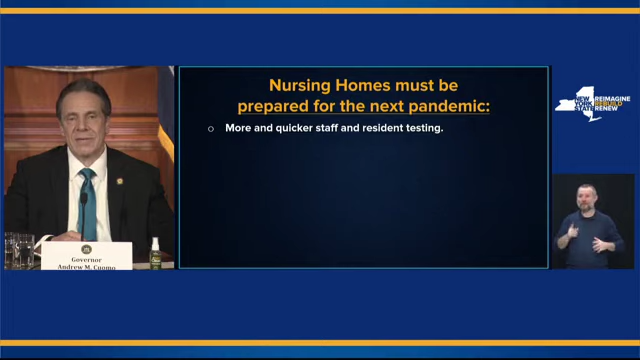 Nursing Homes must be
prepared for the next pandemic:
o More and quicker staff and resident testing.
NEW
YORK
STATE
REIMAGINE
REBUILD
RENEW
Governor
Andrew M. Cuomo